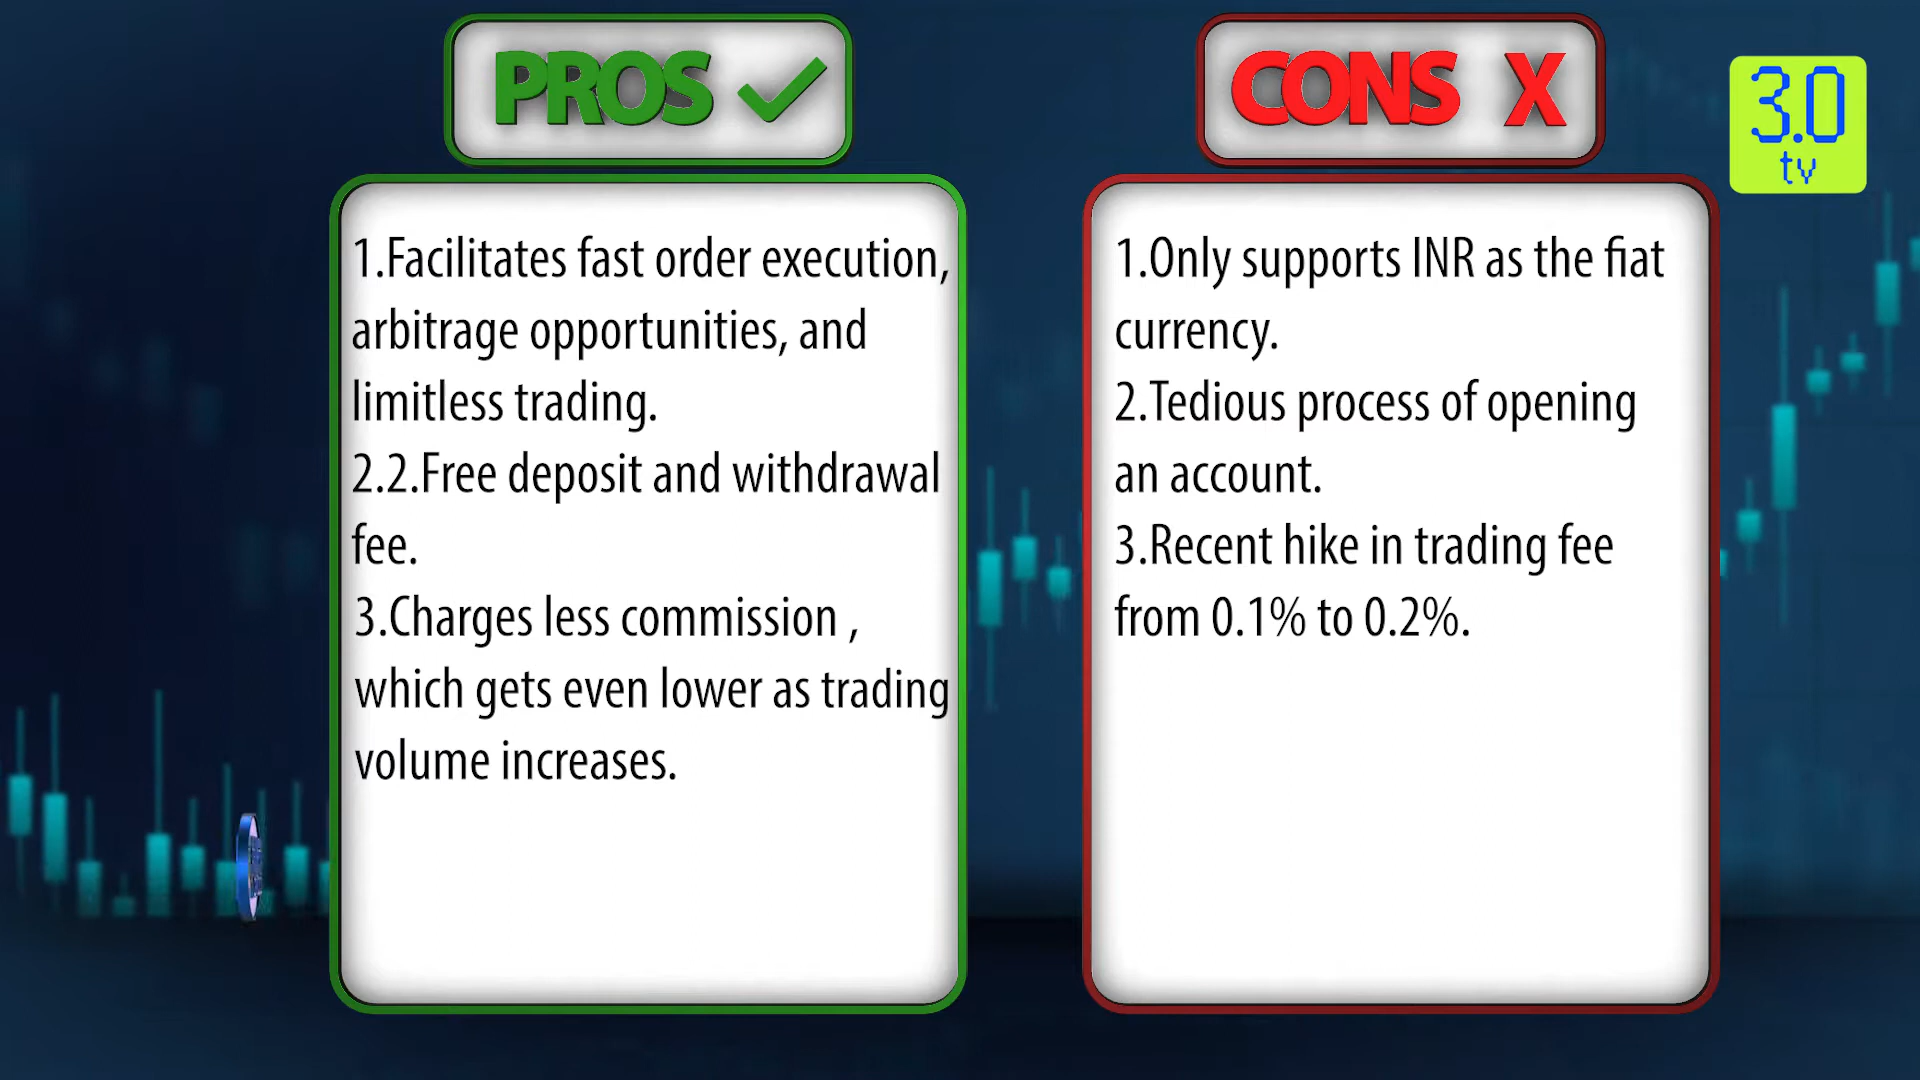 PROS ✓
1.Facilitates fast order execution,
arbitrage opportunities, and
limitless trading.
2.2.Free deposit and withdrawal
fee.
3.Charges less commission ,
which gets even lower as trading
volume increases.
CONS X
1.Only supports INR as the fiat
currency.
2.Tedious process of opening
an account.
3.Recent hike in trading fee
from 0.1% to 0.2%.
3.0
tv